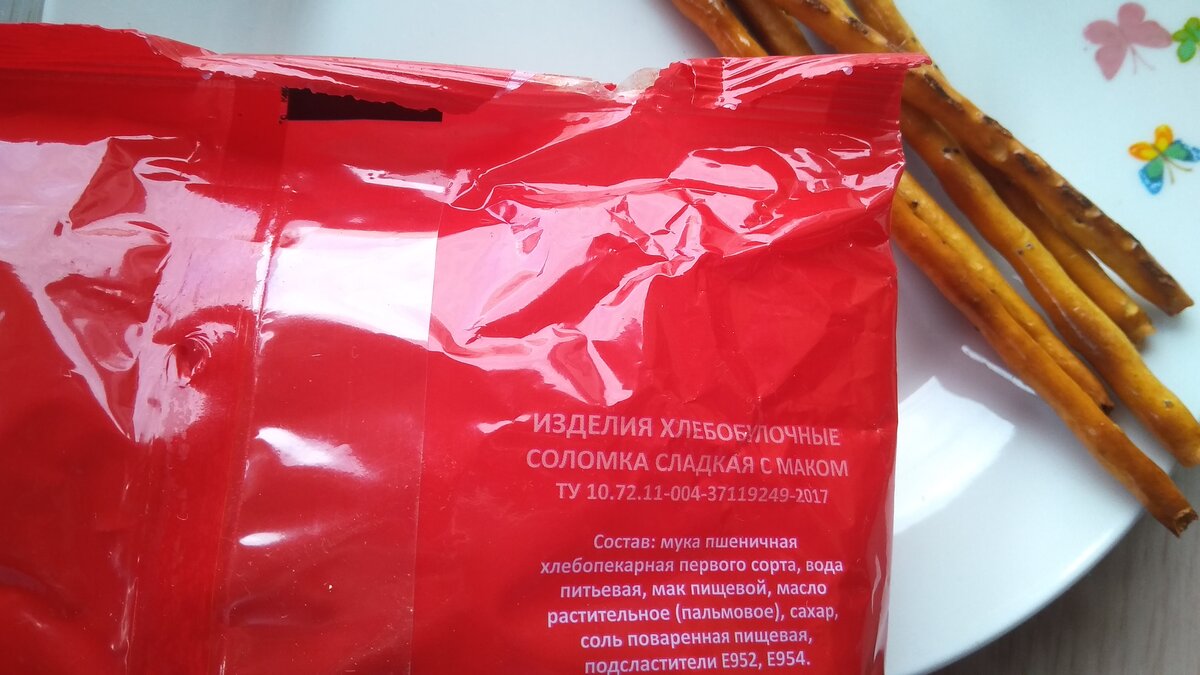 ИЗДЕЛИЯ ХЛЕБОБУЛОЧНЫЕ
СОЛОМКА СЛАДКАЯ С МАКОМ
ТУ 10.72.11-004-37119249-2017
Состав: мука пшеничная
хлебопекарная первого сорта, вода
питьевая, мак пищевой, масло
растительное (пальмовое), сахар,
соль поваренная пищевая,
подсластители Е952, Е954.